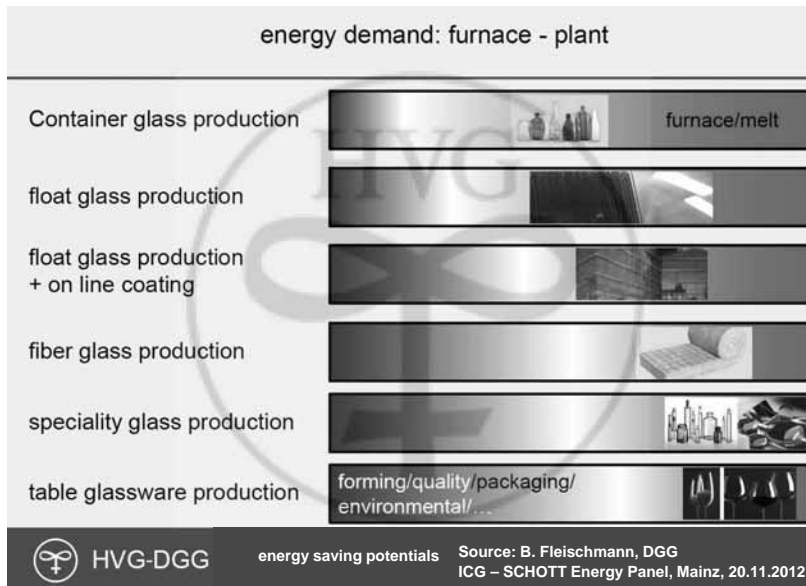 energy demand: furnace - plant
Container glass production
furnace/melt
HVG
float glass production
float glass production
+ on line coating
fiber glass production
speciality glass production
table glassware production
forming/quality/packaging/
environmental/...
HVG-DGG
energy saving potentials
Source: B. Fleischmann, DGG
ICG – SCHOTT Energy Panel, Mainz, 20.11.2012